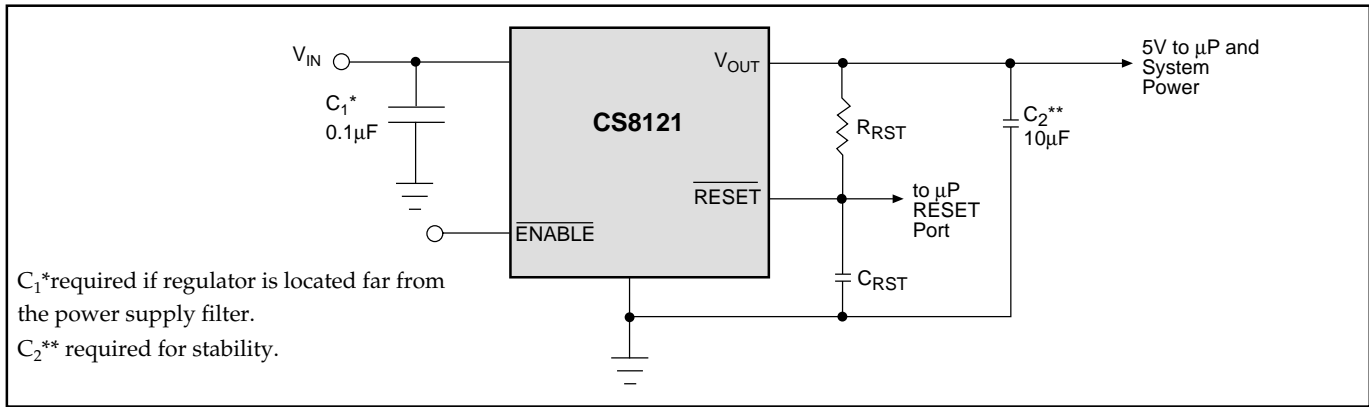 V_IN
C_1*
0.1µF
CS8121
V_OUT
5V to µP and
System
Power
R_RST
C_2**
10µF
RESET
to µP
RESET
Port
ENABLE
C_RST
C_1*required if regulator is located far from
the power supply filter.
C_2** required for stability.